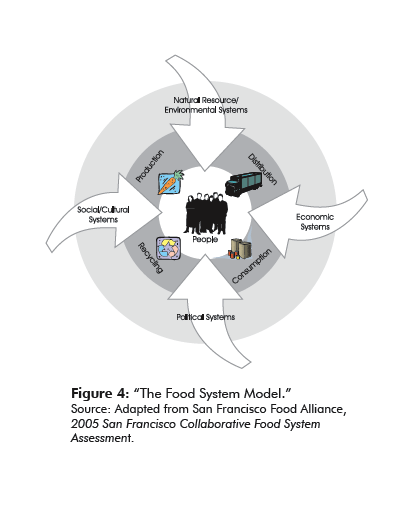 Natural Resource/
Environmental Systems
Production
Distribution
Social/Cultural
Systems
People
Economic
Systems
Recycling
Consumption
Political Systems
Figure 4: “The Food System Model.”
Source: Adapted from San Francisco Food Alliance,
2005 San Francisco Collaborative Food System
Assessment.